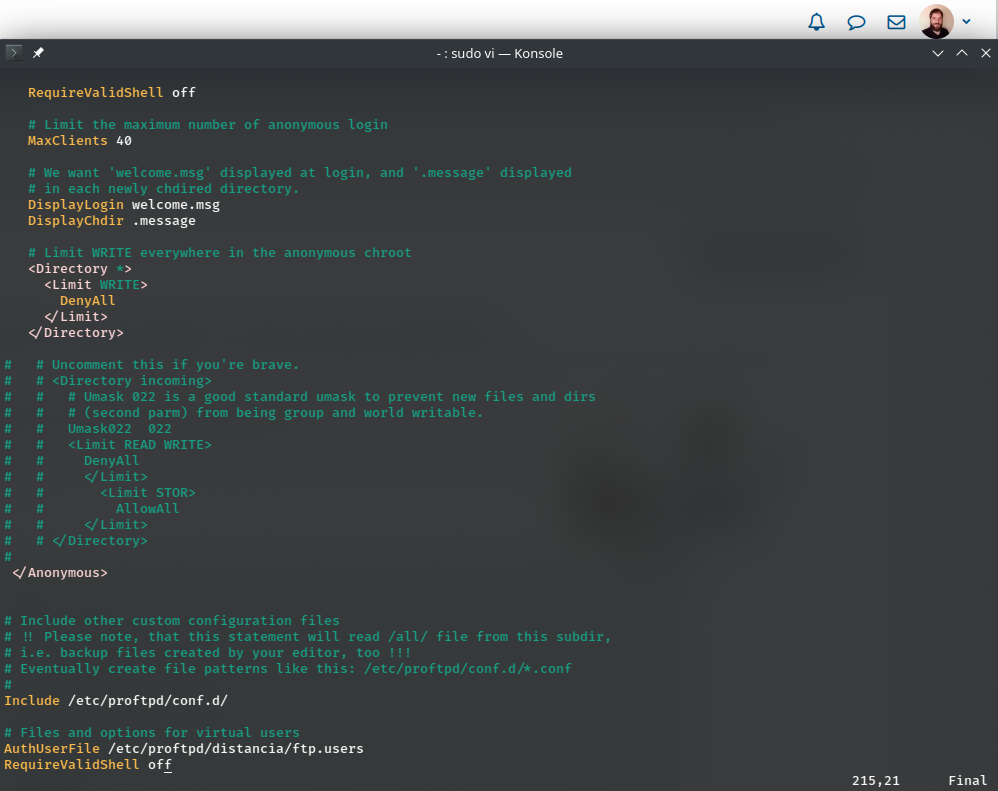 - : sudo vi — Konsole
RequireValidShell off
# Limit the maximum number of anonymous login
MaxClients 40
# We want 'welcome.msg' displayed at login, and '.message' displayed
# in each newly chdired directory.
DisplayLogin welcome.msg
DisplayChdir .message
# Limit WRITE everywhere in the anonymous chroot
<Directory *>
<Limit WRITE>
DenyAll
</Limit>
</Directory>
#   # Uncomment this if you're brave.
#   # <Directory incoming>
#   #   # Umask 022 is a good standard umask to prevent new files and dirs
#   #   # (second parm) from being group and world writable.
#   #   Umask022  022
#   #   <Limit READ WRITE>
#   #     DenyAll
#   #     </Limit>
#   #       <Limit STOR>
#   #         AllowAll
#   #     </Limit>
#   # </Directory>
#
</Anonymous>
# Include other custom configuration files
# !! Please note, that this statement will read /all/ file from this subdir,
# i.e. backup files created by your editor, too !!!
# Eventually create file patterns like this: /etc/proftpd/conf.d/*.conf
#
Include /etc/proftpd/conf.d/
# Files and options for virtual users
AuthUserFile /etc/proftpd/distancia/ftp.users
RequireValidShell off
215,21 Final